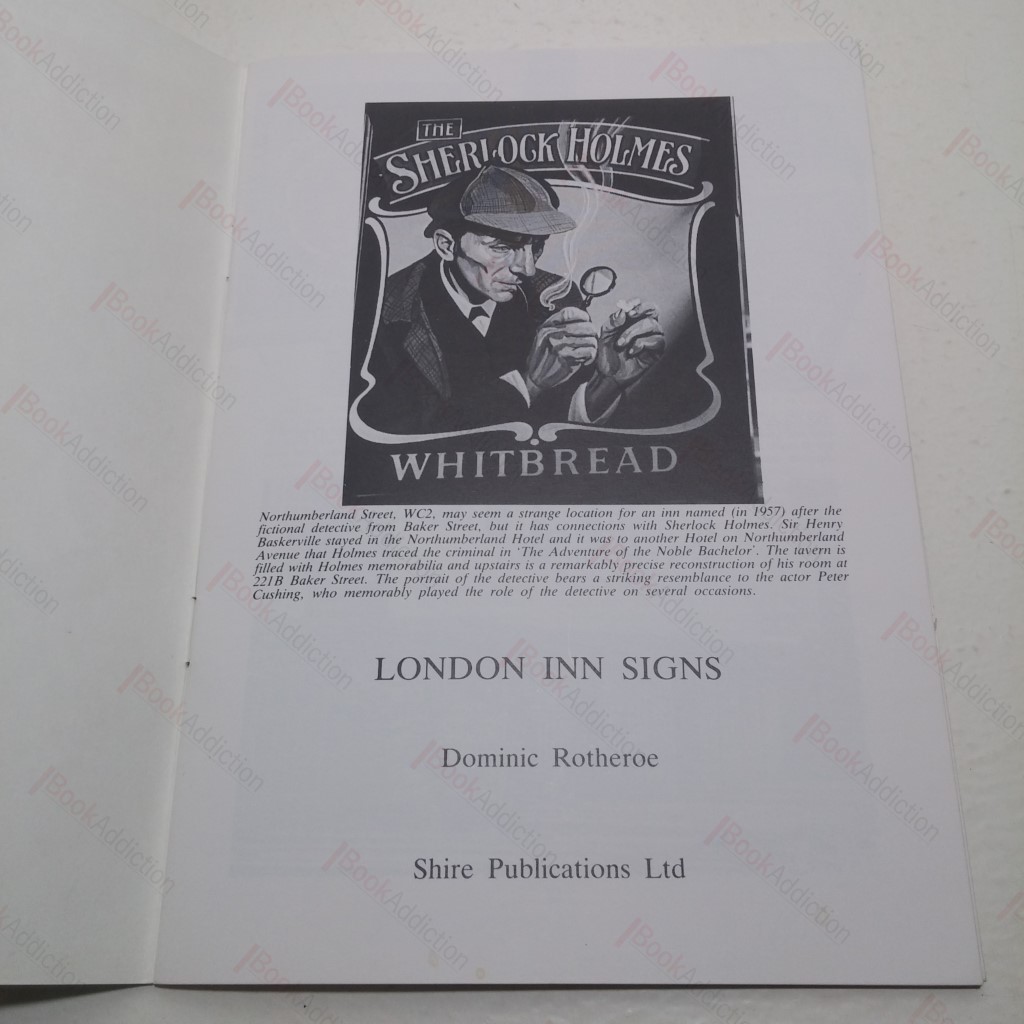 THE
SHERLOCK HOLMES
WHITBREAD
Northumberland Street, WC2, may seem a strange location for an inn named (in 1957) after the
fictional detective from Baker Street, but it has connections with Sherlock Holmes. Sir Henry
Baskerville stayed in the Northumberland Hotel and it was to another Hotel on Northumberland
Avenue that Holmes traced the criminal in 'The Adventure of the Noble Bachelor'. The tavern is
filled with Holmes memorabilia and upstairs is a remarkably precise reconstruction of his room at
221B Baker Street. The portrait of the detective bears a striking resemblance to the actor Peter
Cushing, who memorably played the role of the detective on several occasions.
LONDON INN SIGNS
Dominic Rotheroe
Shire Publications Ltd
BookAddiction